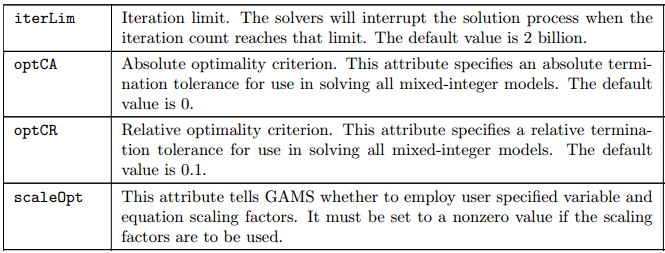 iterLim Iteration limit. The solvers will interrupt the solution process when the
iteration count reaches that limit. The default value is 2 billion.
optCA Absolute optimality criterion. This attribute specifies an absolute termi-
nation tolerance for use in solving all mixed-integer models. The default
value is 0.
optCR Relative optimality criterion. This attribute specifies a relative termina-
tion tolerance for use in solving all mixed-integer models. The default
value is 0.1.
scaleOpt This attribute tells GAMS whether to employ user specified variable and
equation scaling factors. It must be set to a nonzero value if the scaling
factors are to be used.